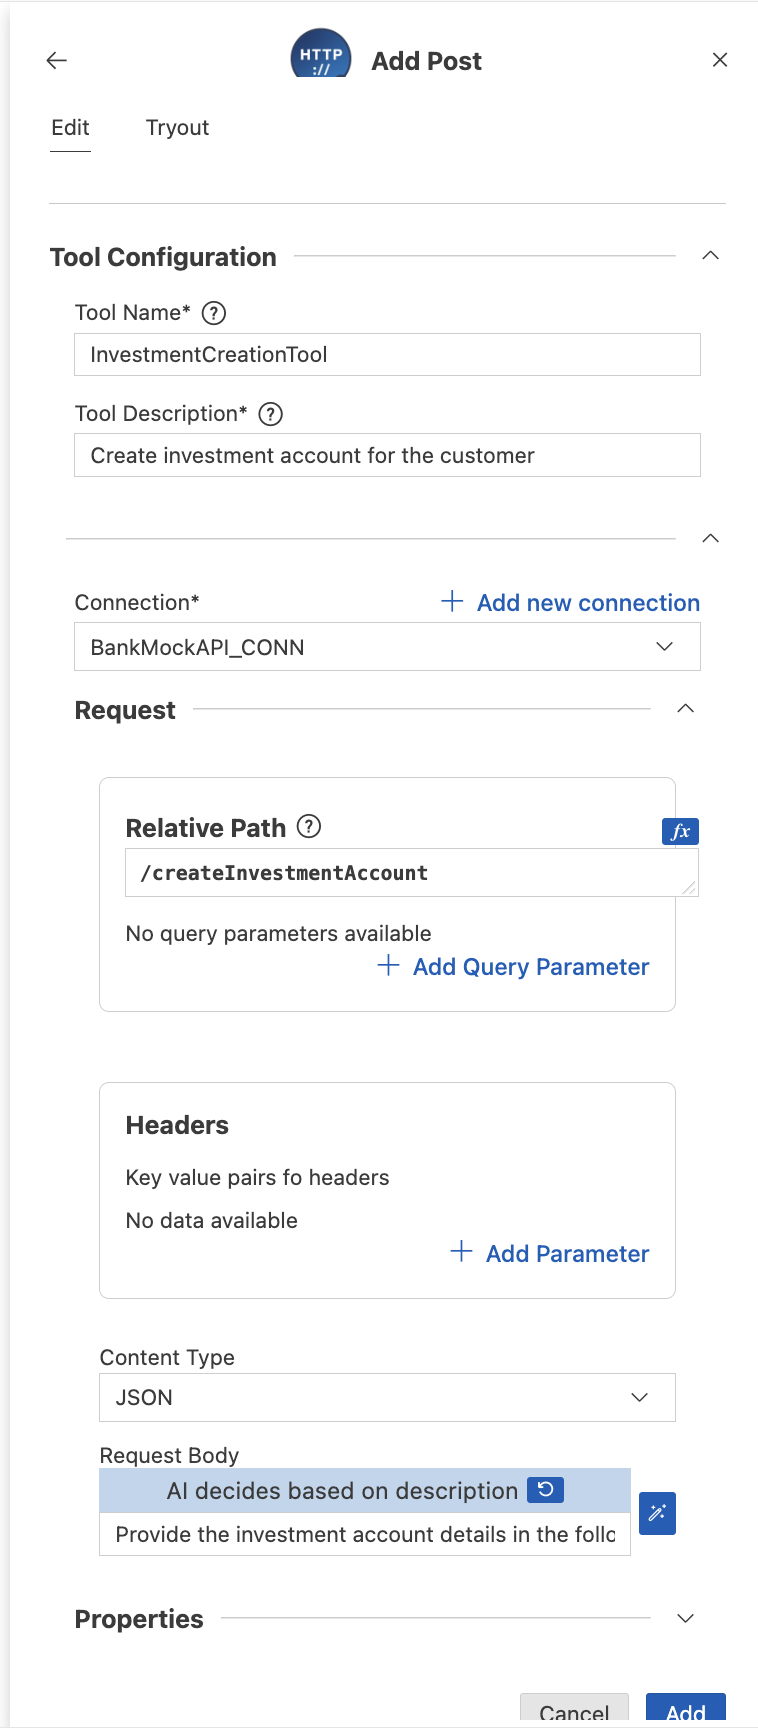 HTTP
://
Add Post
Edit Tryout
Tool Configuration
Tool Name* ?
InvestmentCreationTool
Tool Description* ?
Create investment account for the customer
Connection* + Add new connection
BankMockAPI_CONN
Request
Relative Path ?
fx
/createInvestmentAccount
No query parameters available
+ Add Query Parameter
Headers
Key value pairs fo headers
No data available
+ Add Parameter
Content Type
JSON
Request Body
AI decides based on description
Provide the investment account details in the follo
Properties
Cancel Add